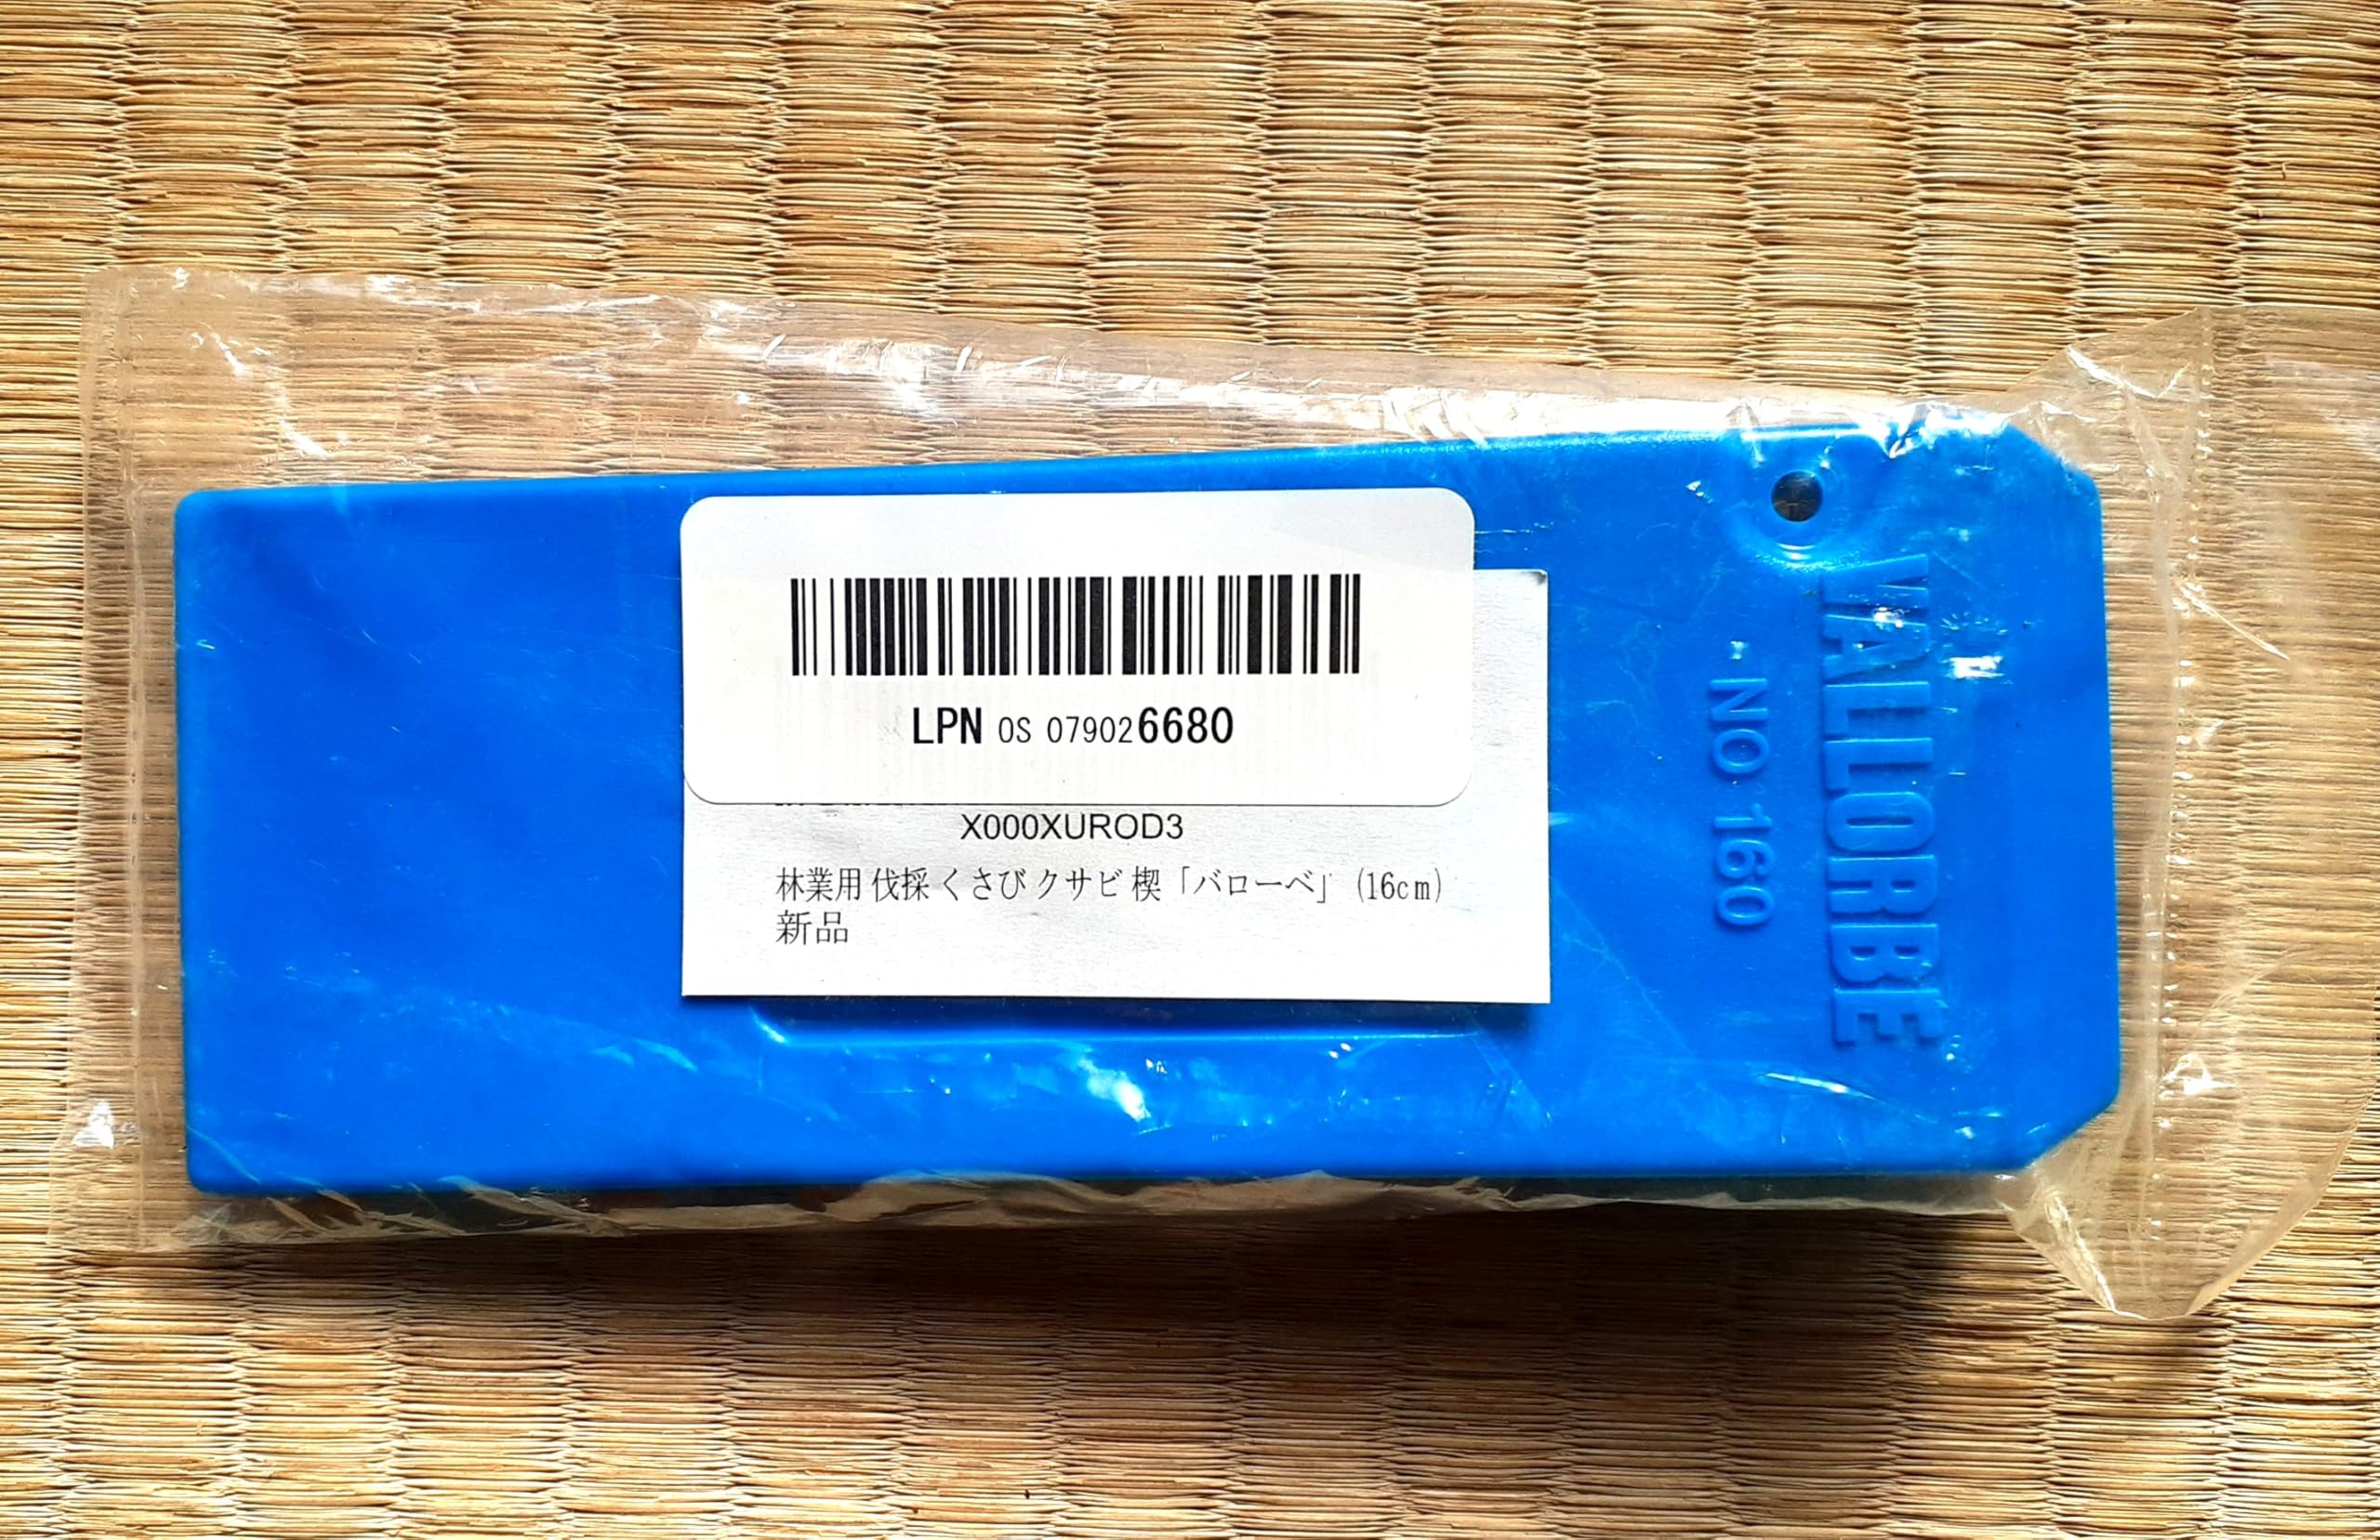 LPN OS 079026680
X000XUROD3
林業用 伐採 くさび クサビ 楔「バローベ」 (16cm)
新品
VALLORBE
NO 160